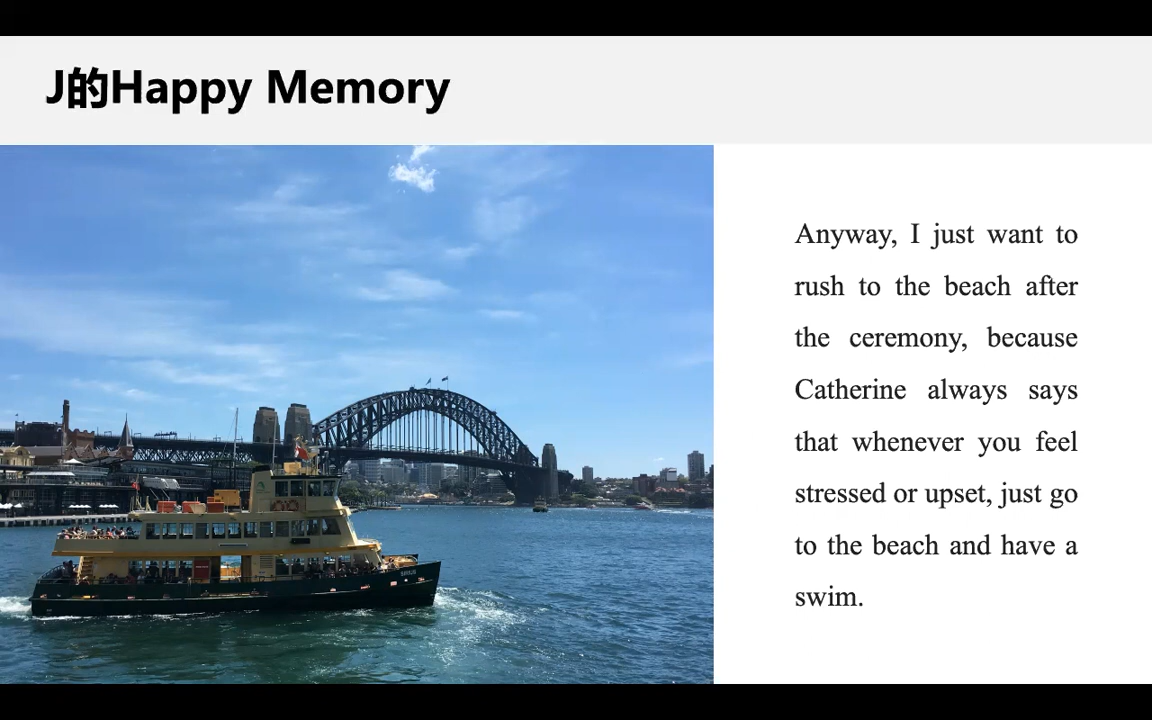 J的Happy Memory
Anyway, I just want to
rush to the beach after
the ceremony, because
Catherine always says
that whenever you feel
stressed or upset, just go
to the beach and have a
swim.